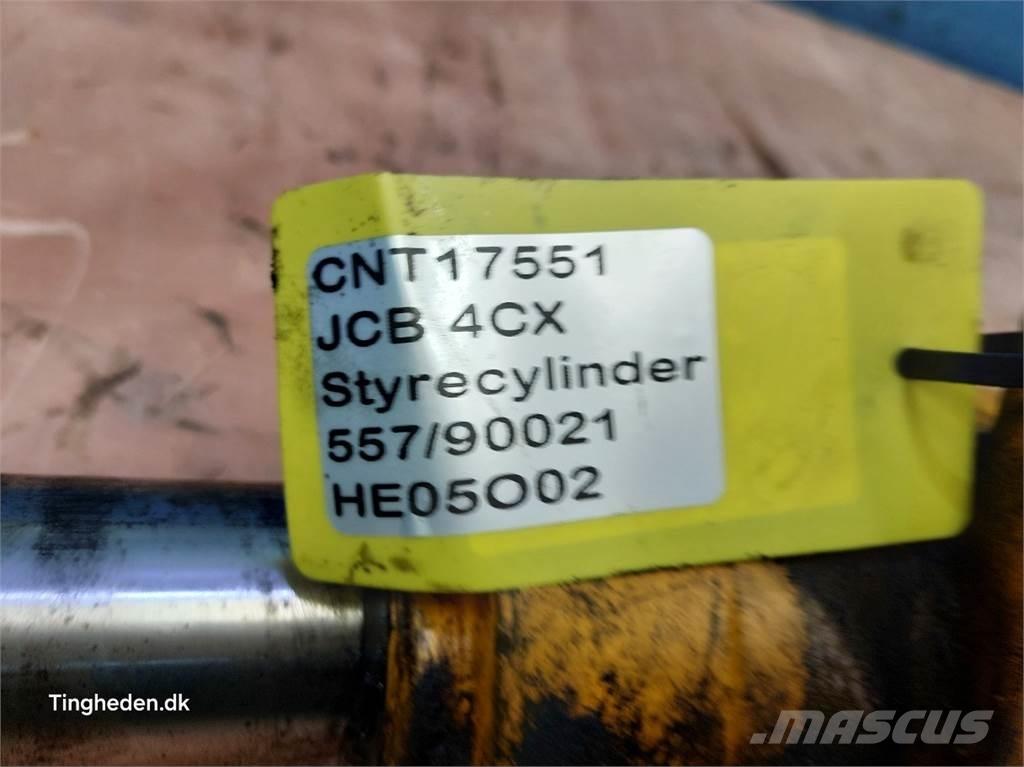 CNT17551
JCB 4CX
Styrecylinder
557/90021
HE05O02
Tingheden.dk
MASCUS